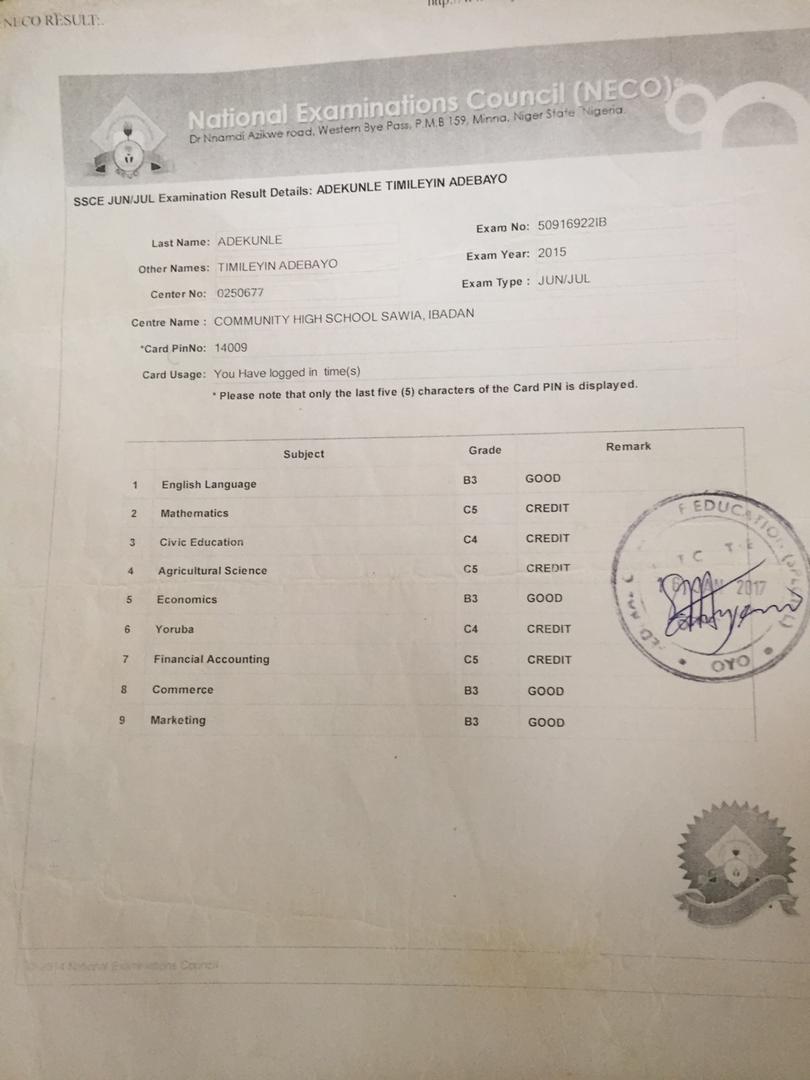 NECO RESULT:.
National Examinations Council (NECO)
Dr Nnamdi Azikwe road, Western Bye Pass, P.M.B 159, Minna, Niger State Nigeria.
SSCE JUN/JUL Examination Result Details: ADEKUNLE TIMILEYIN ADEBAYO
Last Name: ADEKUNLE
Exam No: 50916922IB
Other Names: TIMILEYIN ADEBAYO
Exam Year: 2015
Center No: 0250677
Exam Type : JUN/JUL
Centre Name : COMMUNITY HIGH SCHOOL SAWIA, IBADAN
*Card PinNo: 14009
Card Usage: You Have logged in time(s)
* Please note that only the last five (5) characters of the Card PIN is displayed.
Subject Grade Remark
1 English Language B3 GOOD
2 Mathematics C5 CREDIT
3 Civic Education C4 CREDIT
4 Agricultural Science C5 CREDIT
5 Economics B3 GOOD
6 Yoruba C4 CREDIT
7 Financial Accounting C5 CREDIT
8 Commerce B3 GOOD
9 Marketing B3 GOOD
2017
OYO
National Examinations Council